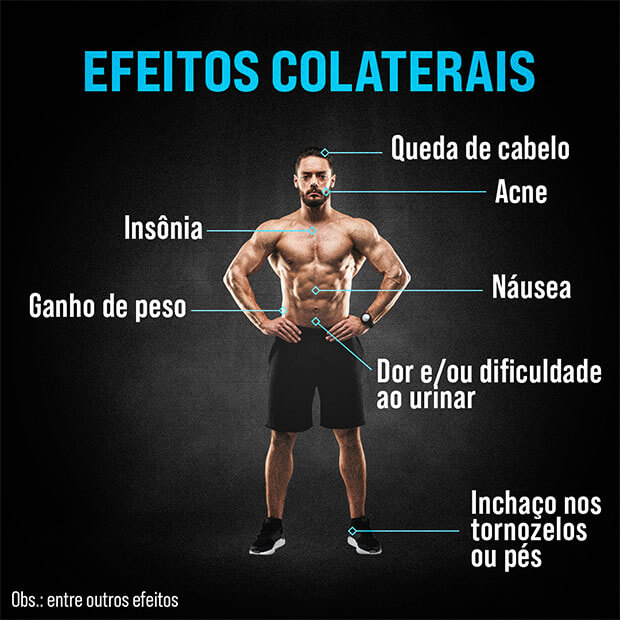 EFEITOS COLATERAIS
Queda de cabelo
Acne
Insônia
Náusea
Ganho de peso
Dor e/ou dificuldade
ao urinar
Inchaço nos
tornozelos
ou pés
Obs.: entre outros efeitos